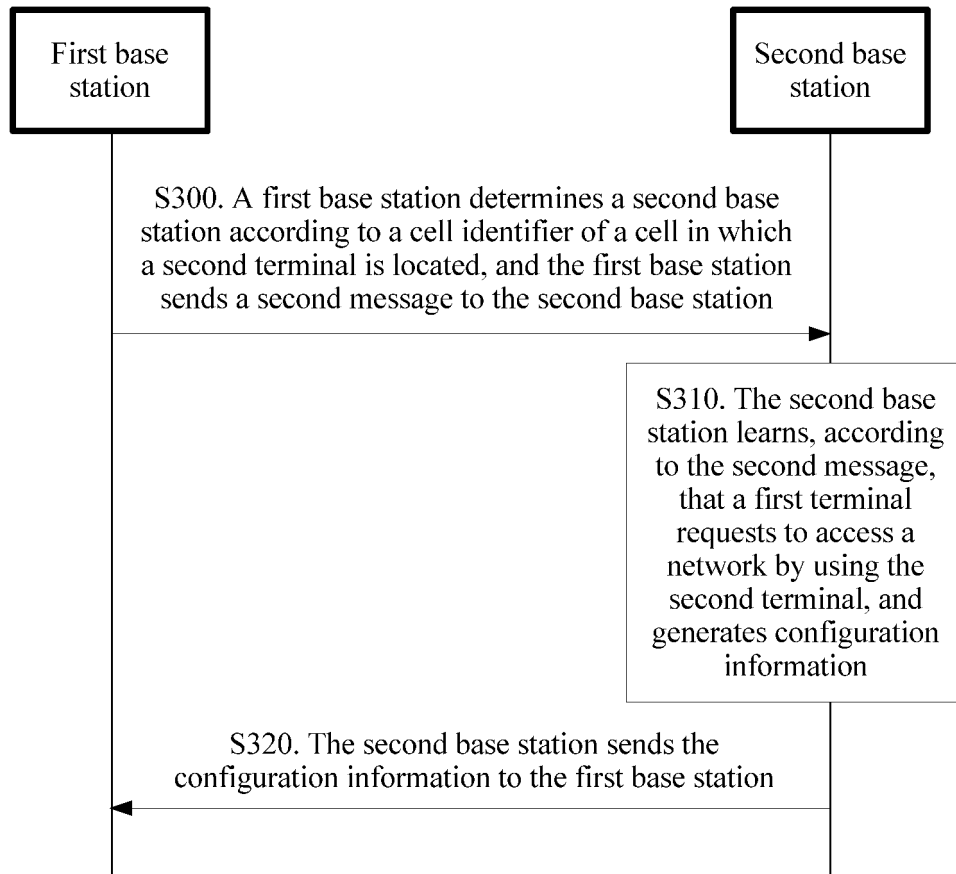 First base
station
Second base
station
S300. A first base station determines a second base
station according to a cell identifier of a cell in which
a second terminal is located, and the first base station
sends a second message to the second base station
S310. The second base
station learns, according
to the second message,
that a first terminal
requests to access a
network by using the
second terminal, and
generates configuration
information
S320. The second base station sends the
configuration information to the first base station